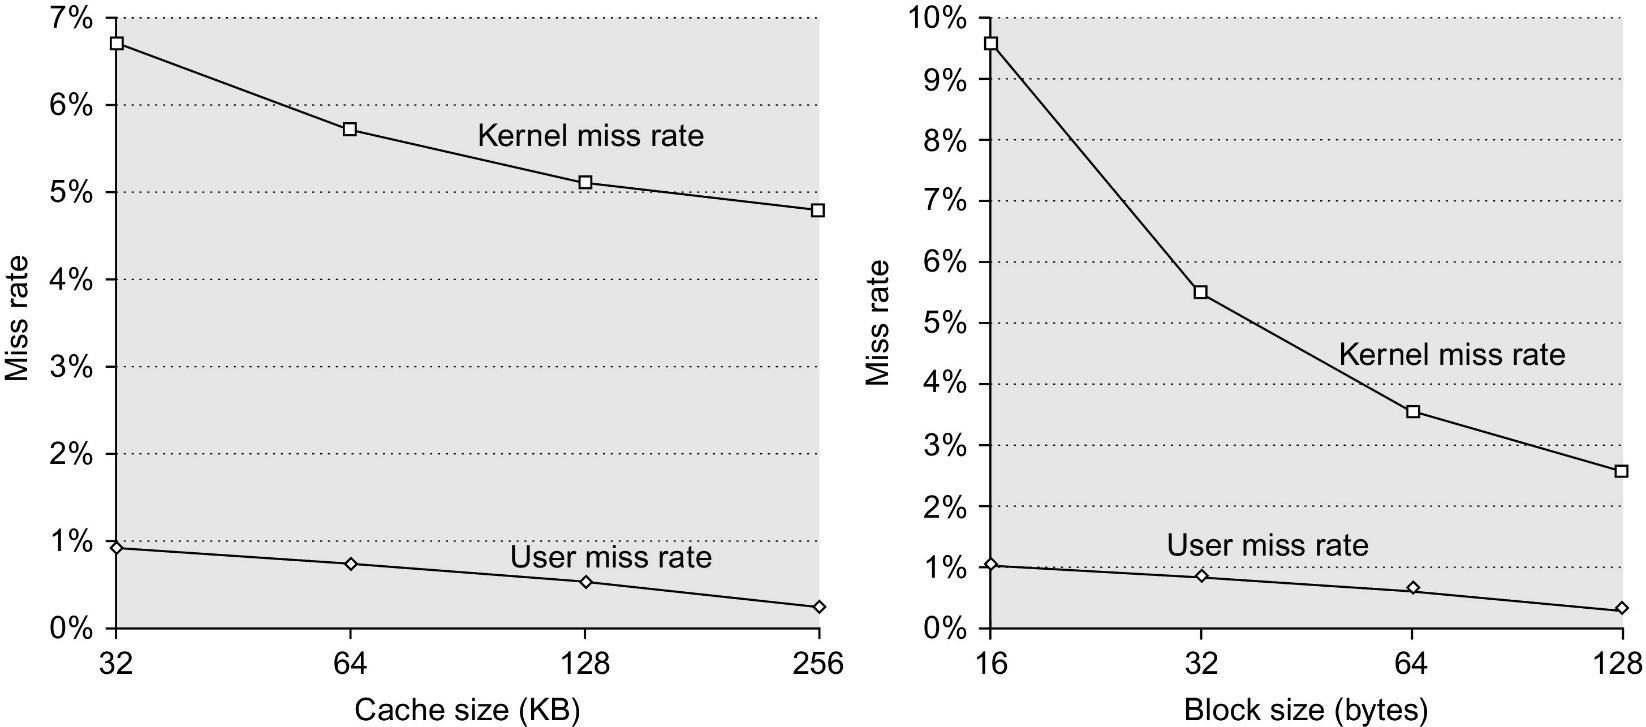 7%
6%
5%
4%
3%
2%
1%
0%
Miss rate
Kernel miss rate
User miss rate
32 64 128 256
Cache size (KB)
10%
9%
8%
7%
6%
5%
4%
3%
2%
1%
0%
Miss rate
Kernel miss rate
User miss rate
16 32 64 128
Block size (bytes)